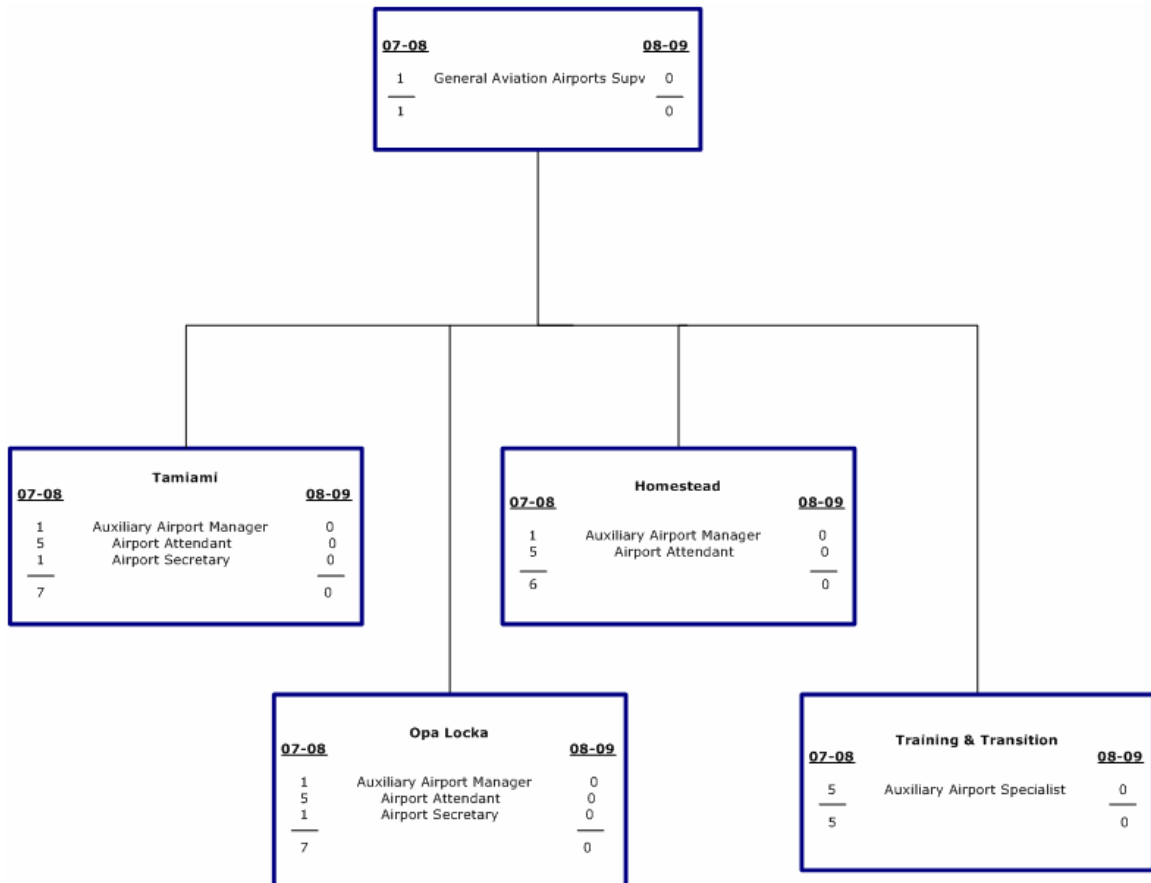 07-08 08-09
1 General Aviation Airports Supv 0
1 0
Tamiami
07-08 08-09
1 Auxiliary Airport Manager 0
5 Airport Attendant 0
1 Airport Secretary 0
7 0
Homestead
07-08 08-09
1 Auxiliary Airport Manager 0
5 Airport Attendant 0
6 0
Opa Locka
07-08 08-09
1 Auxiliary Airport Manager 0
5 Airport Attendant 0
1 Airport Secretary 0
7 0
Training & Transition
07-08 08-09
5 Auxiliary Airport Specialist 0
5 0